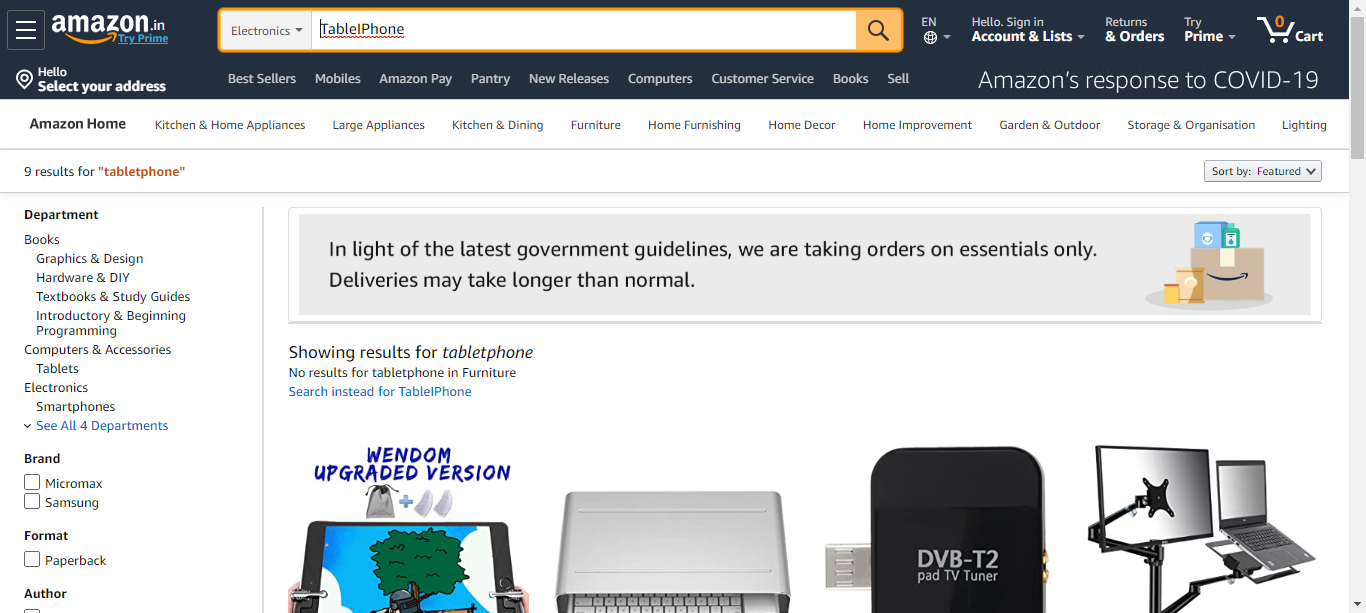 amazon.in
Try Prime
Electronics
TableIPhone
EN
Hello. Sign in
Account & Lists
Returns
& Orders
Try
Prime
0
Cart
Hello
Select your address
Best Sellers
Mobiles
Amazon Pay
Pantry
New Releases
Computers
Customer Service
Books
Sell
Amazon's response to COVID-19
Amazon Home
Kitchen & Home Appliances
Large Appliances
Kitchen & Dining
Furniture
Home Furnishing
Home Decor
Home Improvement
Garden & Outdoor
Storage & Organisation
Lighting
9 results for "tabletphone"
Sort by: Featured
Department
Books
Graphics & Design
Hardware & DIY
Textbooks & Study Guides
Introductory & Beginning
Programming
Computers & Accessories
Tablets
Electronics
Smartphones
See All 4 Departments
Brand
Micromax
Samsung
Format
Paperback
Author
In light of the latest government guidelines, we are taking orders on essentials only.
Deliveries may take longer than normal.
Showing results for tabletphone
No results for tabletphone in Furniture
Search instead for TableIPhone
WENDOM
UPGRADED VERSION
DVB-T2
pad TV Tuner